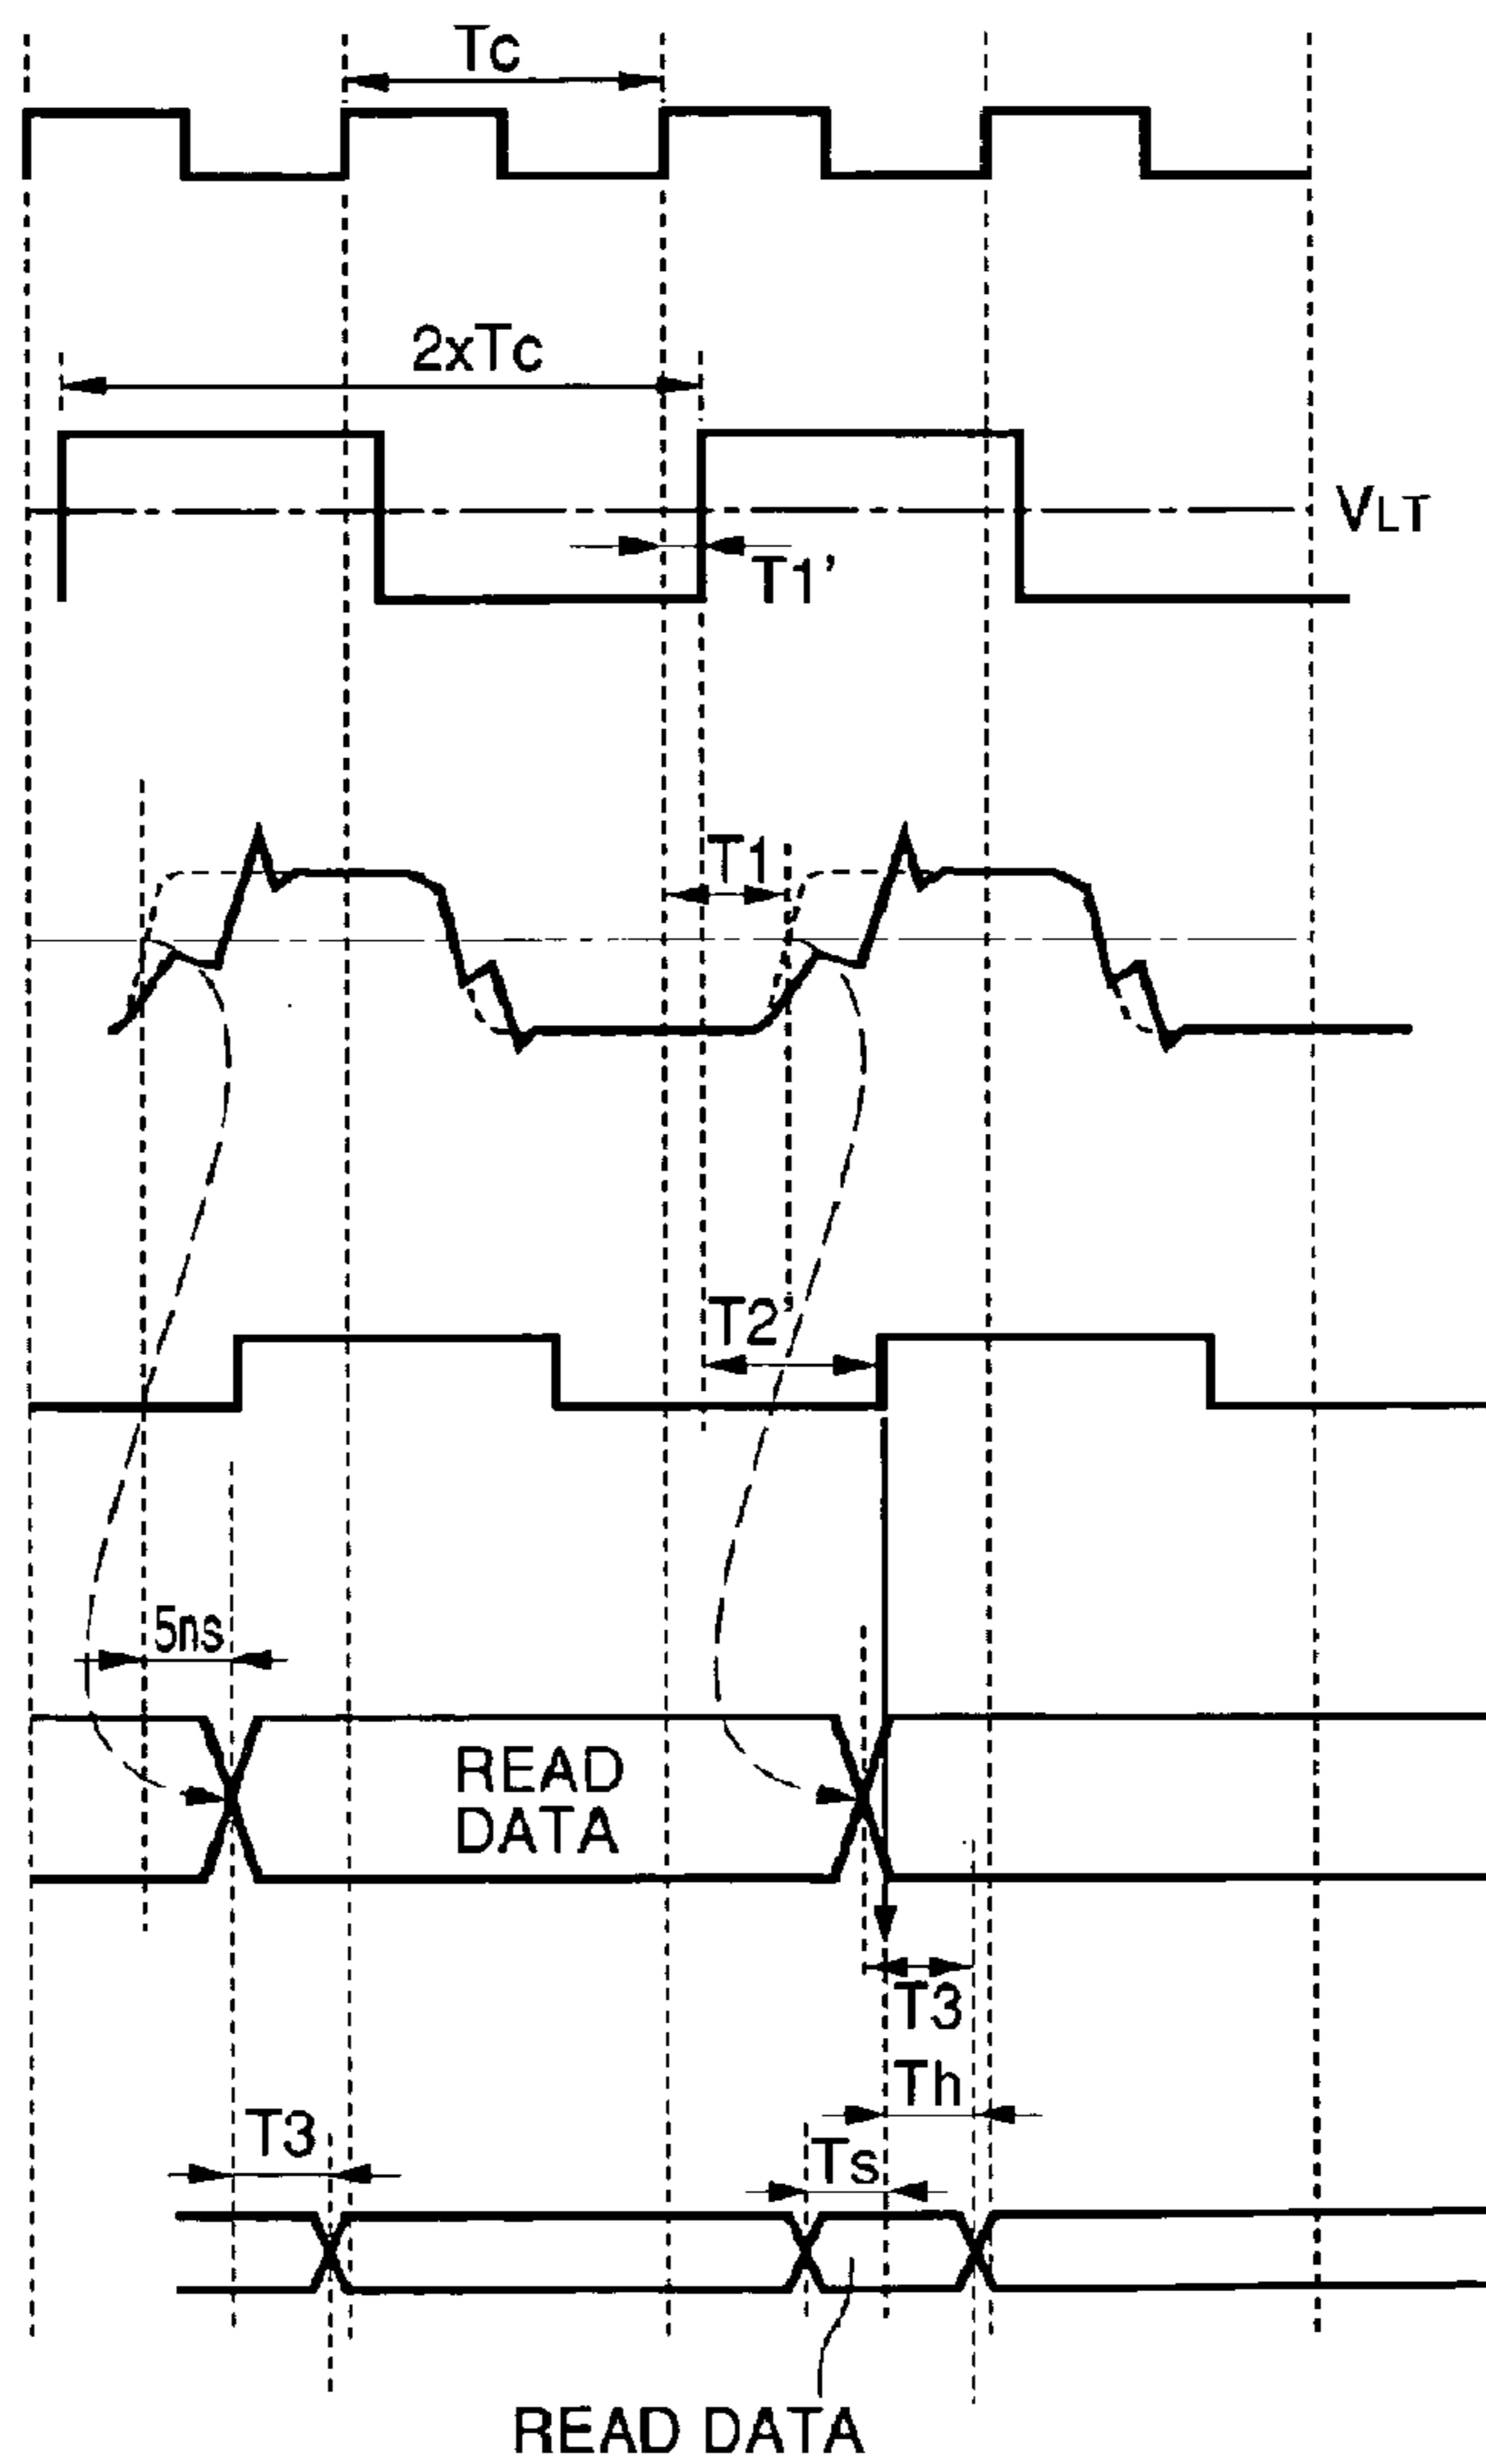 Tc
2xTc
VLT
T1'
T1
T2'
5ns
READ
DATA
T3
Th
T3
Ts
READ DATA